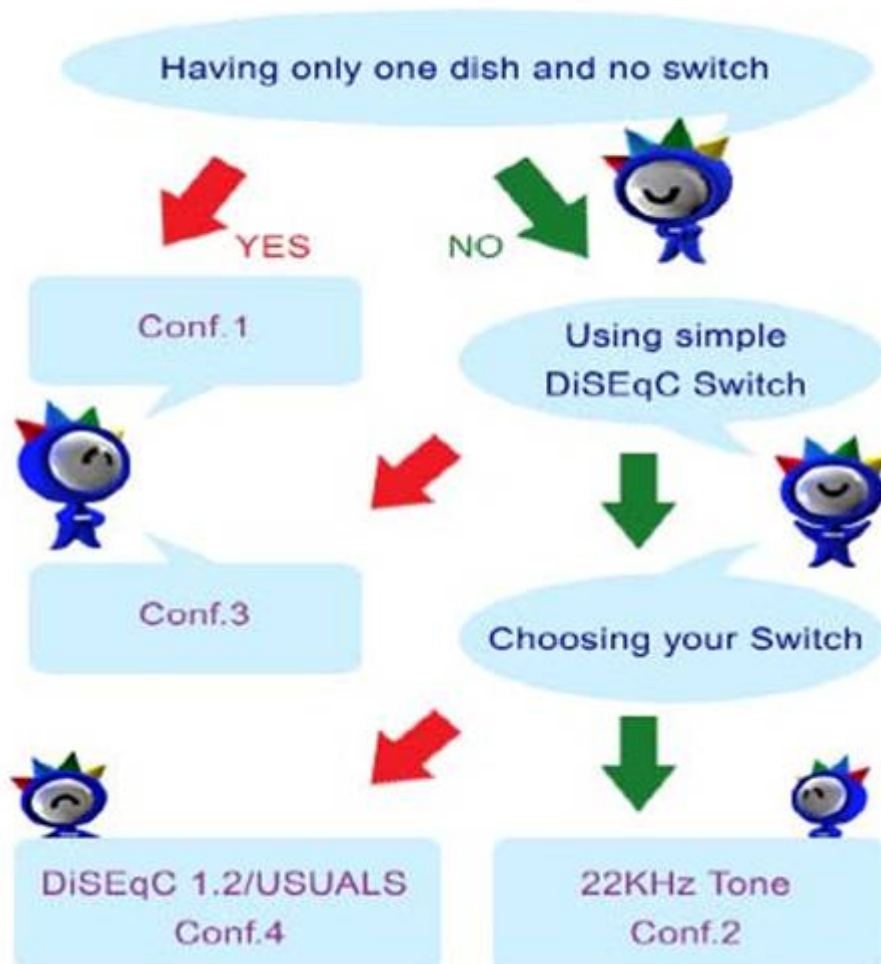 Having only one dish and no switch
YES
NO
Conf.1
Using simple
DiSEqC Switch
Conf.3
Choosing your Switch
DiSEqC 1.2/USUALS
Conf.4
22KHz Tone
Conf.2